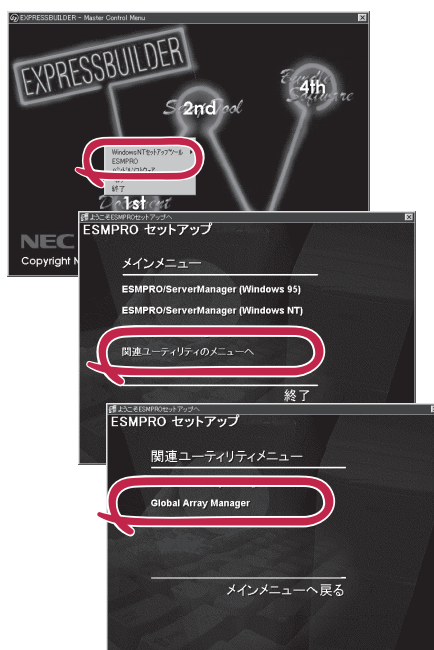 EXPRESSBUILDER - Master Control Menu
EXPRESSBUILDER
4th
2nd
WindowsNTセットアップツール
ESMPRO
終了
1st
NEC
Copyright
ようこそESMPROセットアップへ
ESMPRO セットアップ
メインメニュー
ESMPRO/ServerManager (Windows 95)
ESMPRO/ServerManager (Windows NT)
関連ユーティリティのメニューへ
終了
ようこそESMPROセットアップへ
ESMPRO セットアップ
関連ユーティリティメニュー
Global Array Manager
メインメニューへ戻る